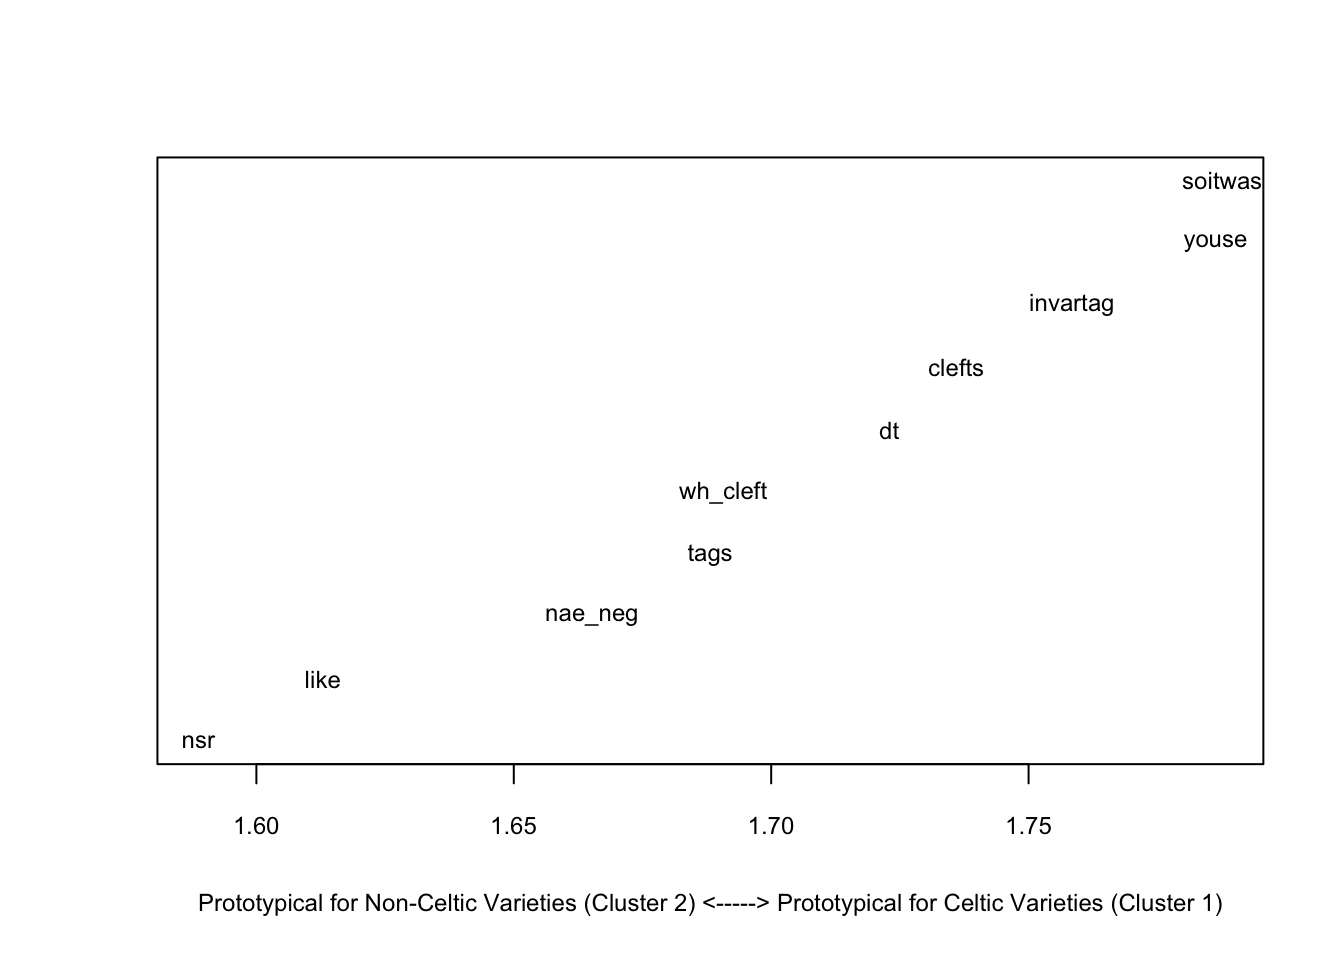 soitwas
youse
invartag
clefts
dt
wh_cleft
tags
nae_neg
like
nsr
1.60 1.65 1.70 1.75
Prototypical for Non-Celtic Varieties (Cluster 2) <-----> Prototypical for Celtic Varieties (Cluster 1)